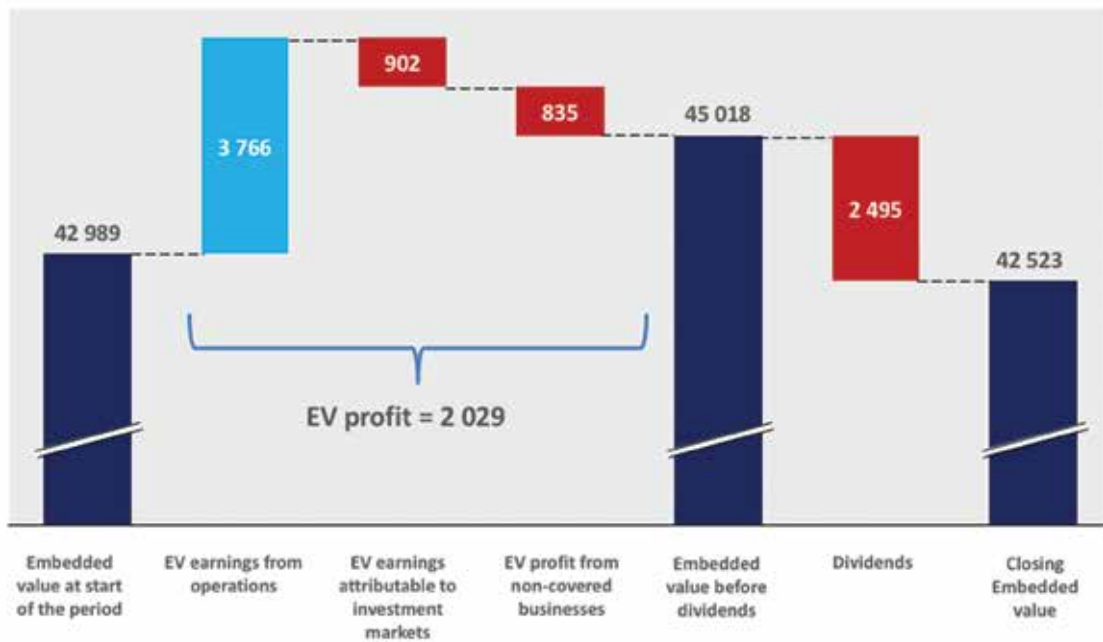 902
835
45 018
3 766
2 495
42 989
42 523
EV profit = 2 029
Embedded
value at start
of the period
EV earnings from
operations
EV earnings
attributable to
investment
markets
EV profit from
non-covered
businesses
Embedded
value before
dividends
Dividends
Closing
Embedded
value